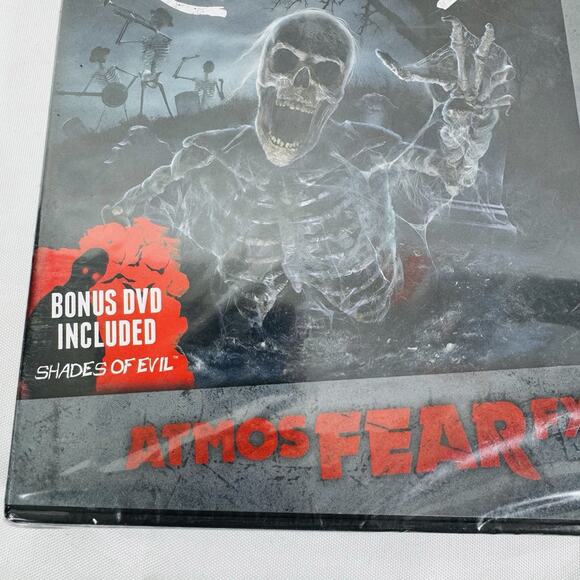 BONUS DVD
INCLUDED
SHADES OF EVIL™
ATMOSFEARFX